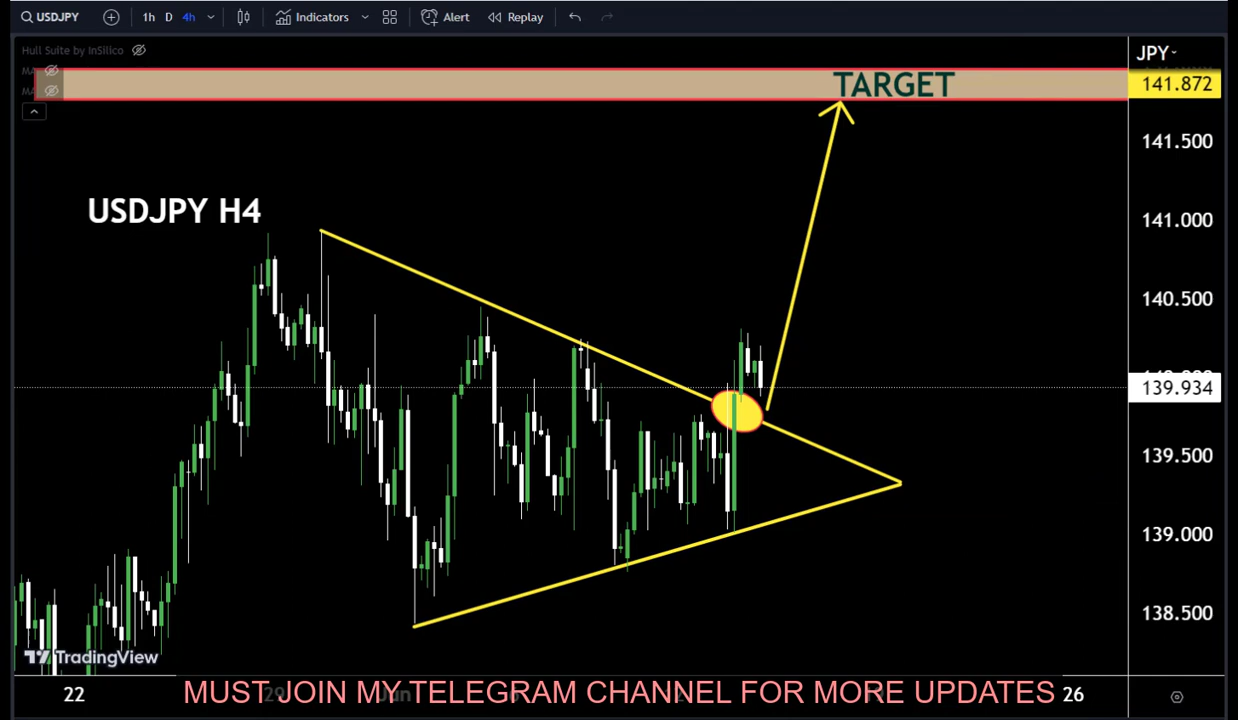 USDJPY 1h D 4h Indicators Alert Replay
Hull Suite by InSilico
JPY
TARGET
141.872
141.500
USDJPY H4
141.000
140.500
139.934
139.500
139.000
138.500
TradingView
22
MUST JOIN MY TELEGRAM CHANNEL FOR MORE UPDATES
26